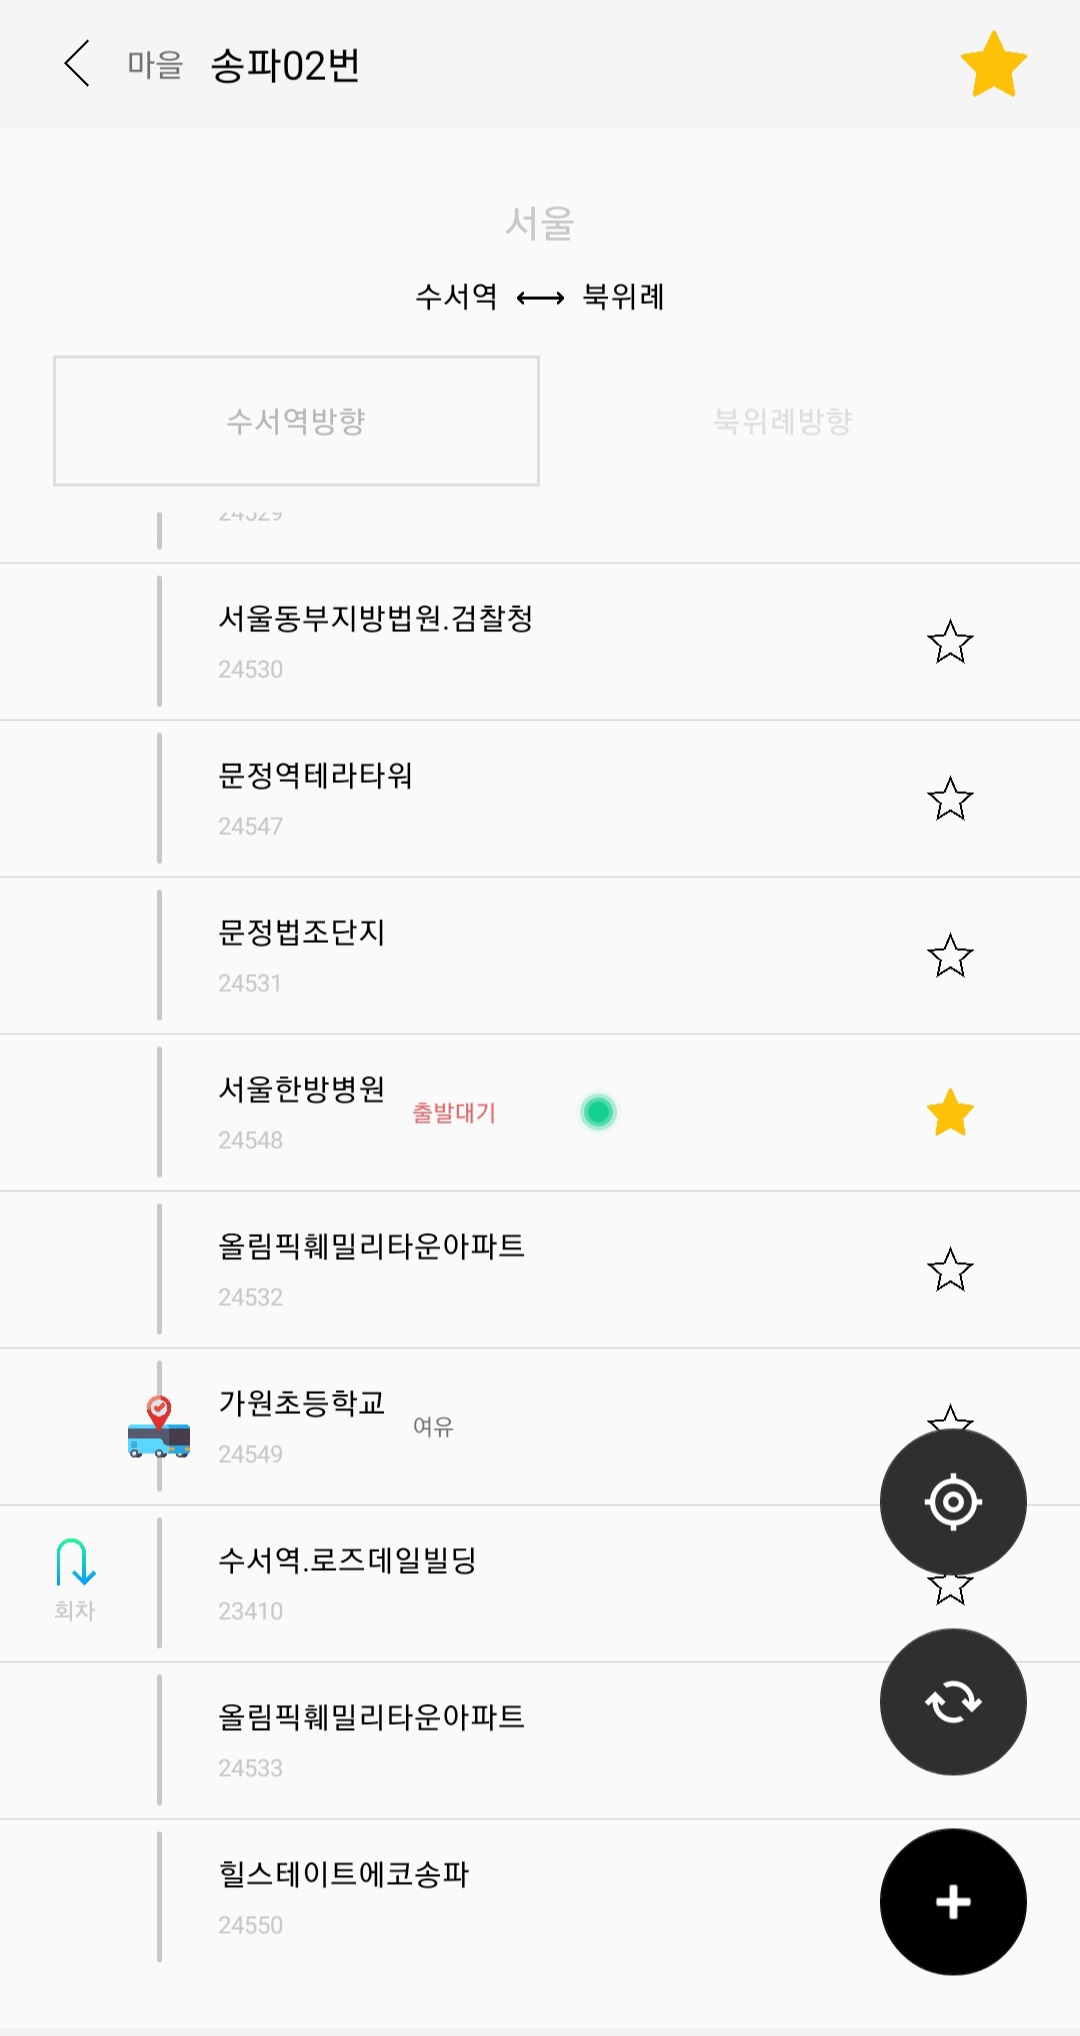 마을 송파02번
서울
수서역 ↔ 북위례
수서역방향 북위례방향
24529
서울동부지방법원.검찰청
24530
문정역테라타워
24547
문정법조단지
24531
서울한방병원
24548
출발대기
올림픽훼밀리타운아파트
24532
가원초등학교
24549
여유
회차
수서역.로즈데일빌딩
23410
올림픽훼밀리타운아파트
24533
힐스테이트에코송파
24550